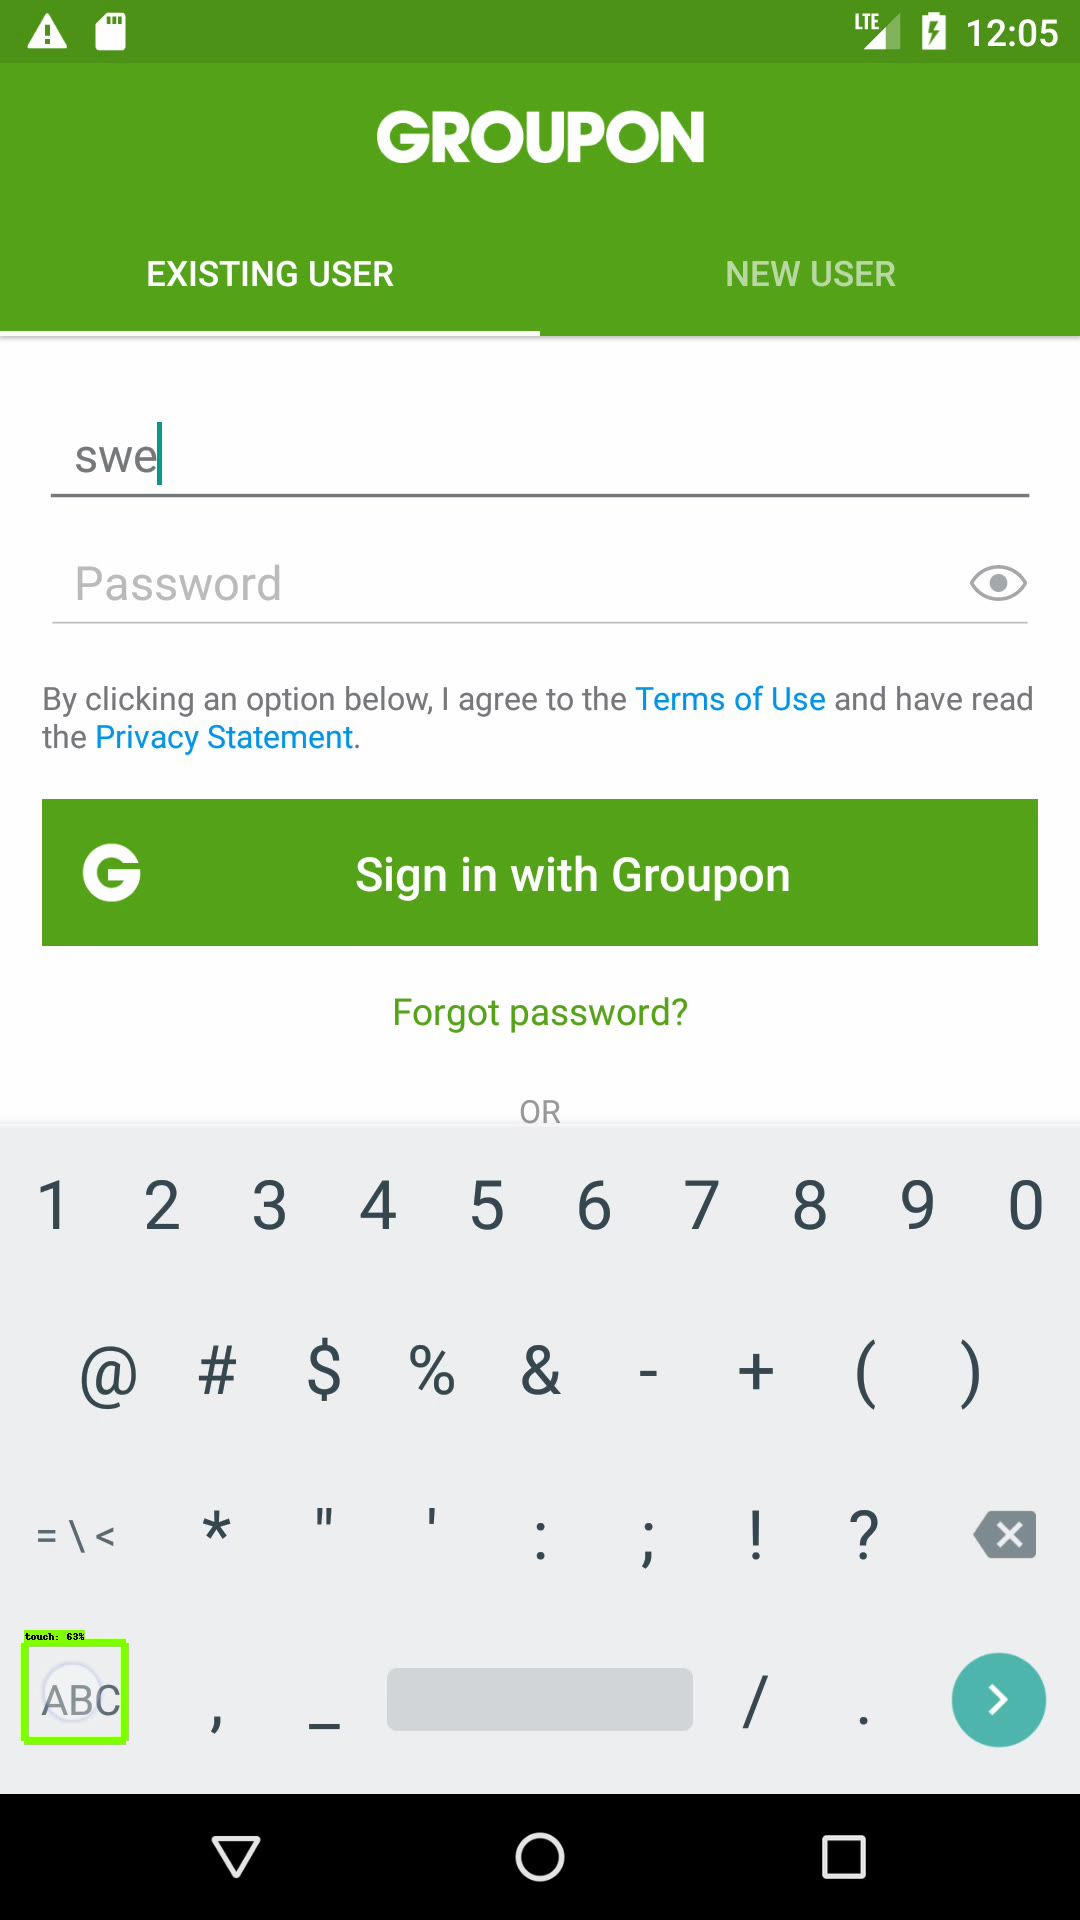 LTE 12:05
GROUPON
EXISTING USER NEW USER
swe
Password
By clicking an option below, I agree to the Terms of Use and have read
the Privacy Statement.
G Sign in with Groupon
Forgot password?
OR
1 2 3 4 5 6 7 8 9 0
@ # $ % & - + ( )
= \ < * " ' : ; ! ?
touch: 63%
ABC , _ / .